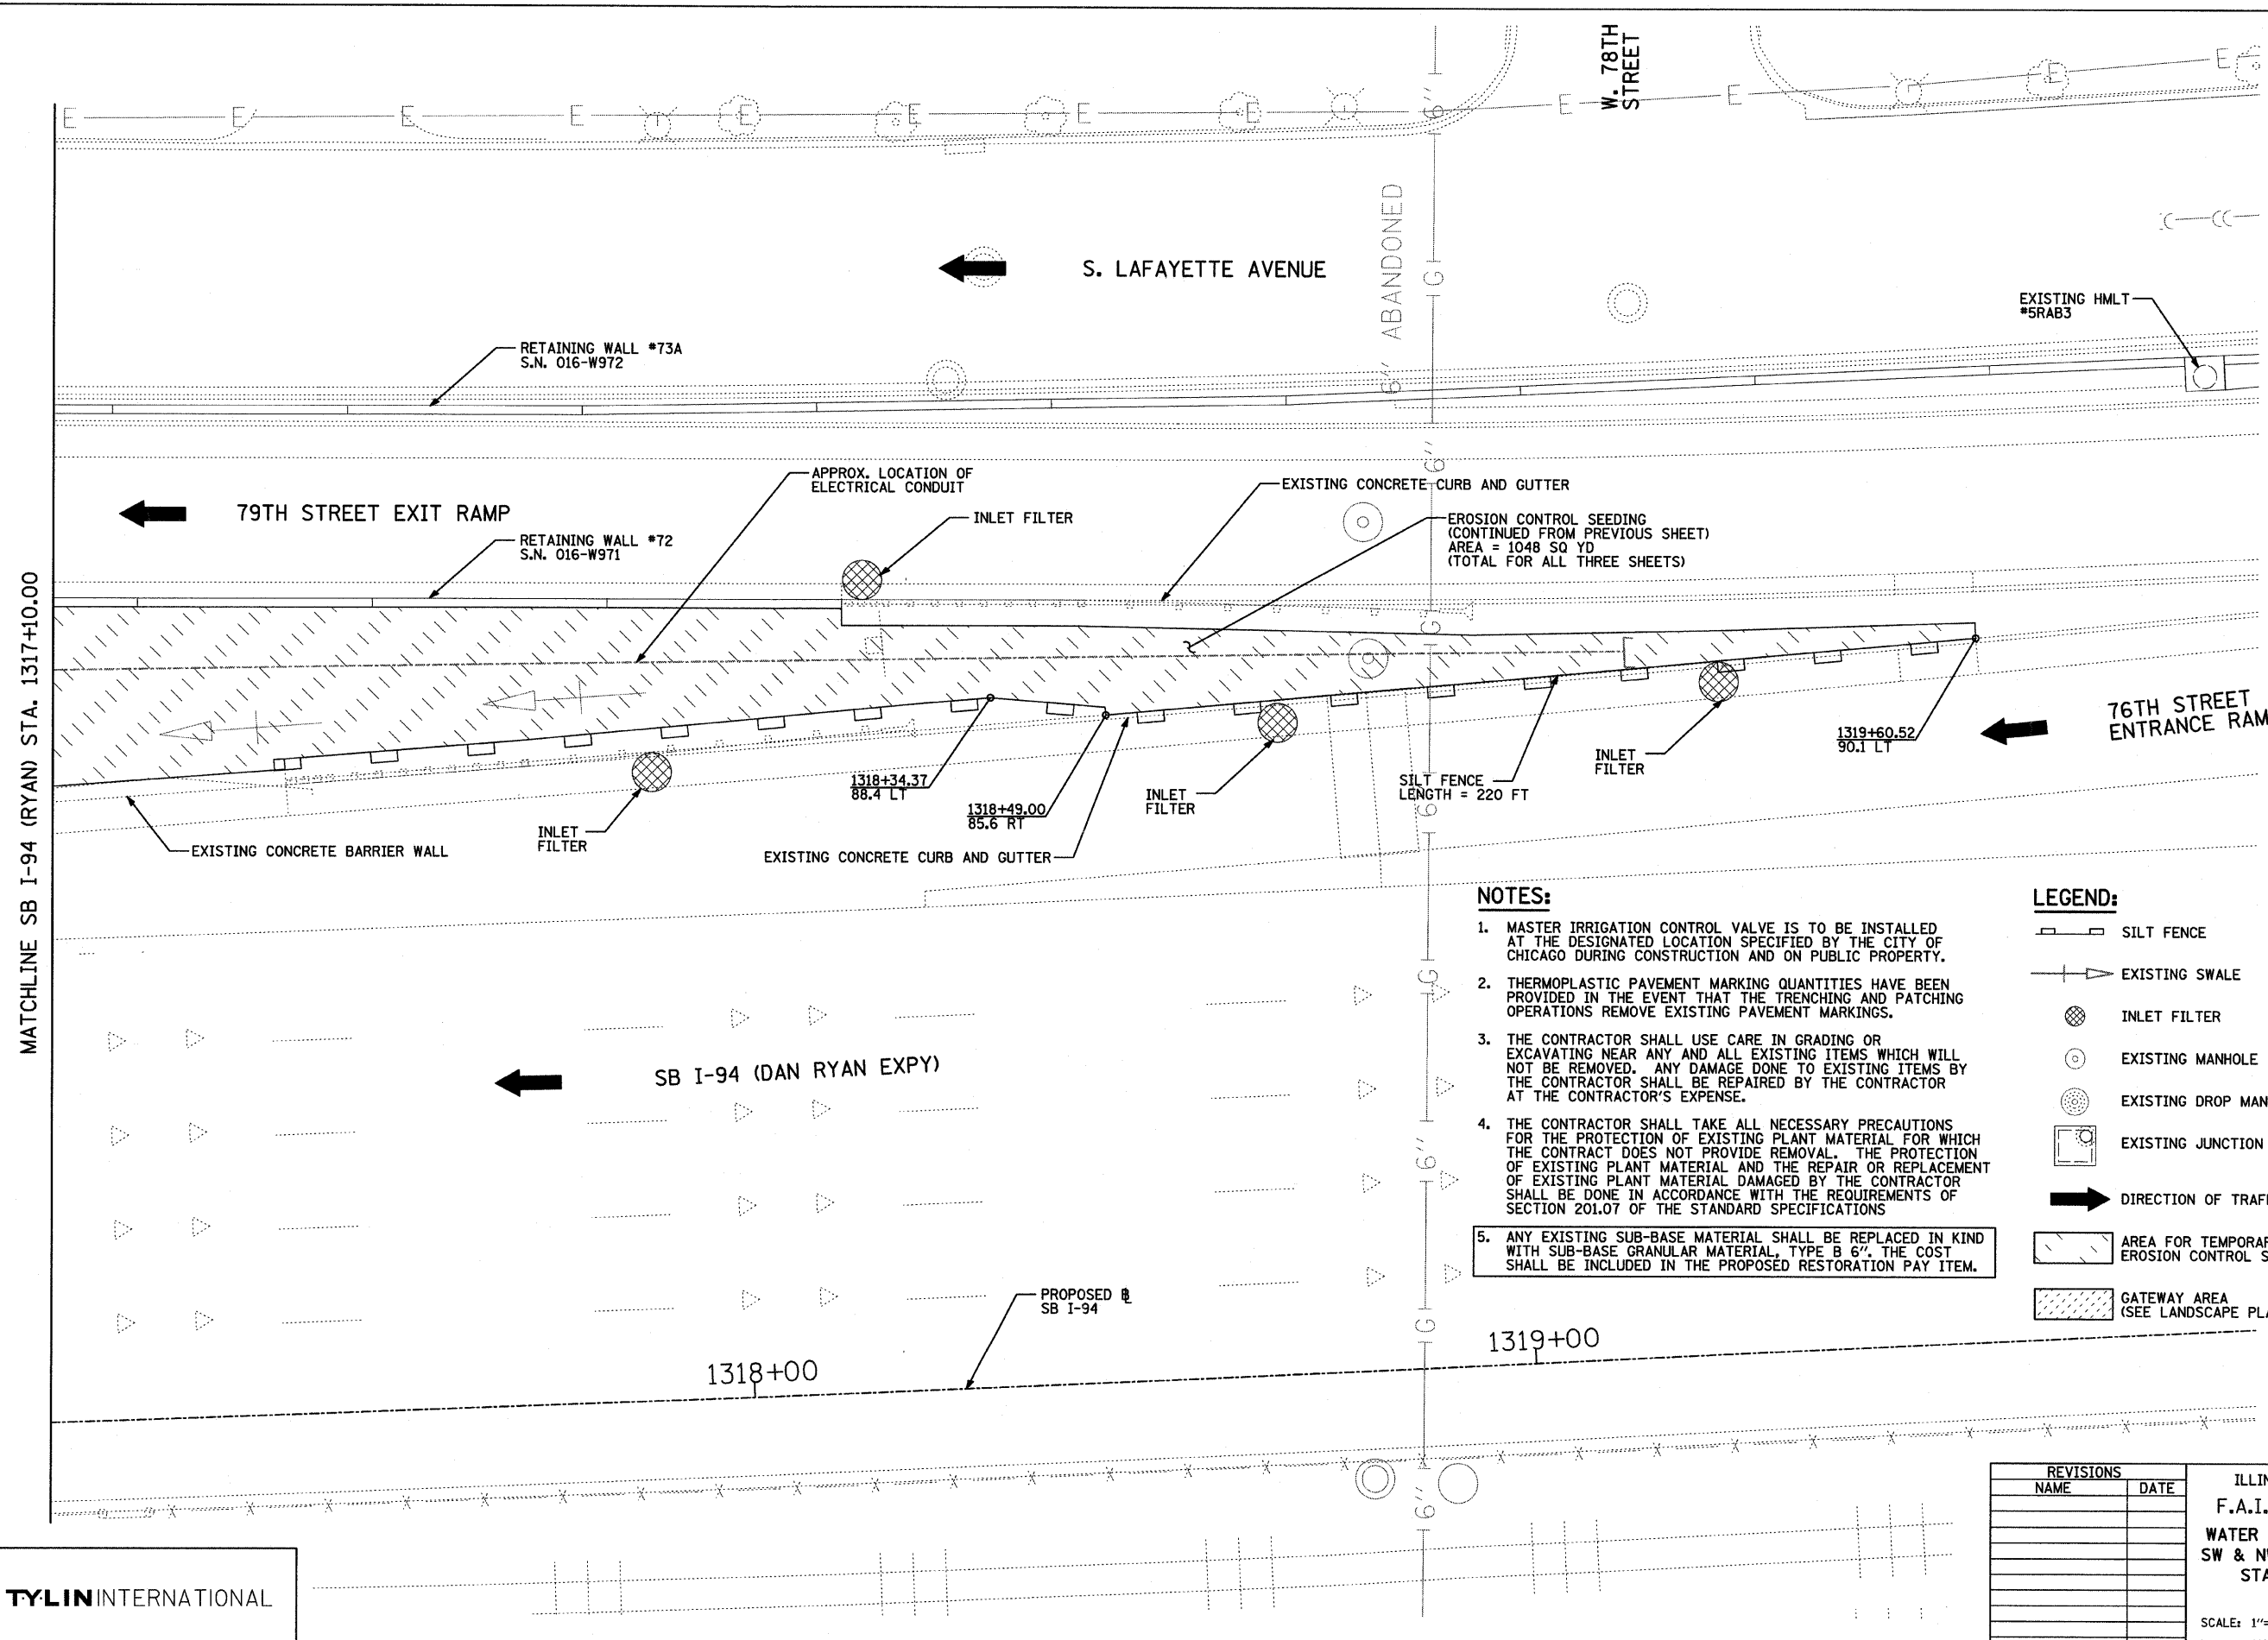 W. 78TH
STREET
E E E E E E E E E E E E
6"
6" ABANDONED
G
S. LAFAYETTE AVENUE
EXISTING HMLT
#5RAB3
RETAINING WALL #73A
S.N. 016-W972
6"
APPROX. LOCATION OF
ELECTRICAL CONDUIT
EXISTING CONCRETE CURB AND GUTTER
79TH STREET EXIT RAMP
INLET FILTER
EROSION CONTROL SEEDING
(CONTINUED FROM PREVIOUS SHEET)
AREA = 1048 SQ YD
(TOTAL FOR ALL THREE SHEETS)
RETAINING WALL #72
S.N. 016-W971
G
MATCHLINE SB I-94 (RYAN) STA. 1317+10.00
76TH STREET
ENTRANCE
1319+60.52
90.1 LT
INLET
FILTER
SILT FENCE
LENGTH = 220 FT
6"
INLET
FILTER
1318+34.37
88.4 LT
1318+49.00
85.6 RT
INLET
FILTER
EXISTING CONCRETE BARRIER WALL
EXISTING CONCRETE CURB AND GUTTER
G
NOTES:
1. MASTER IRRIGATION CONTROL VALVE IS TO BE INSTALLED
AT THE DESIGNATED LOCATION SPECIFIED BY THE CITY OF
CHICAGO DURING CONSTRUCTION AND ON PUBLIC PROPERTY.
2. THERMOPLASTIC PAVEMENT MARKING QUANTITIES HAVE BEEN
PROVIDED IN THE EVENT THAT THE TRENCHING AND PATCHING
OPERATIONS REMOVE EXISTING PAVEMENT MARKINGS.
3. THE CONTRACTOR SHALL USE CARE IN GRADING OR
EXCAVATING NEAR ANY AND ALL EXISTING ITEMS WHICH WILL
NOT BE REMOVED. ANY DAMAGE DONE TO EXISTING ITEMS BY
THE CONTRACTOR SHALL BE REPAIRED BY THE CONTRACTOR
AT THE CONTRACTOR'S EXPENSE.
4. THE CONTRACTOR SHALL TAKE ALL NECESSARY PRECAUTIONS
FOR THE PROTECTION OF EXISTING PLANT MATERIAL FOR WHICH
THE CONTRACT DOES NOT PROVIDE REMOVAL. THE PROTECTION
OF EXISTING PLANT MATERIAL AND THE REPAIR OR REPLACEMENT
OF EXISTING PLANT MATERIAL DAMAGED BY THE CONTRACTOR
SHALL BE DONE IN ACCORDANCE WITH THE REQUIREMENTS OF
SECTION 201.07 OF THE STANDARD SPECIFICATIONS
5. ANY EXISTING SUB-BASE MATERIAL SHALL BE REPLACED IN KIND
WITH SUB-BASE GRANULAR MATERIAL, TYPE B 6". THE COST
SHALL BE INCLUDED IN THE PROPOSED RESTORATION PAY ITEM.
LEGEND:
SILT FENCE
EXISTING SWALE
INLET FILTER
EXISTING MANHOLE
EXISTING DROP MAN
EXISTING JUNCTION
DIRECTION OF TRAF
AREA FOR TEMPORA
EROSION CONTROL S
GATEWAY AREA
(SEE LANDSCAPE PL
SB I-94 (DAN RYAN EXPY)
6"
G
PROPOSED
SB I-94
1318+00
1319+00
6"
REVISIONS
NAME DATE
ILLIN
F.A.I.
WATER
SW & N
STA
SCALE: 1"=
TYLININTERNATIONAL